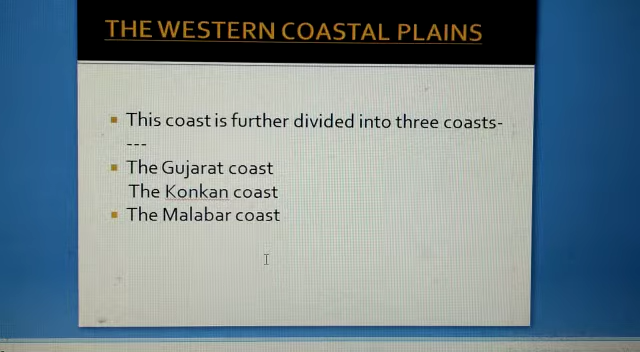 THE WESTERN COASTAL PLAINS
This coast is further divided into three coasts-
---
The Gujarat coast
The Konkan coast
The Malabar coast